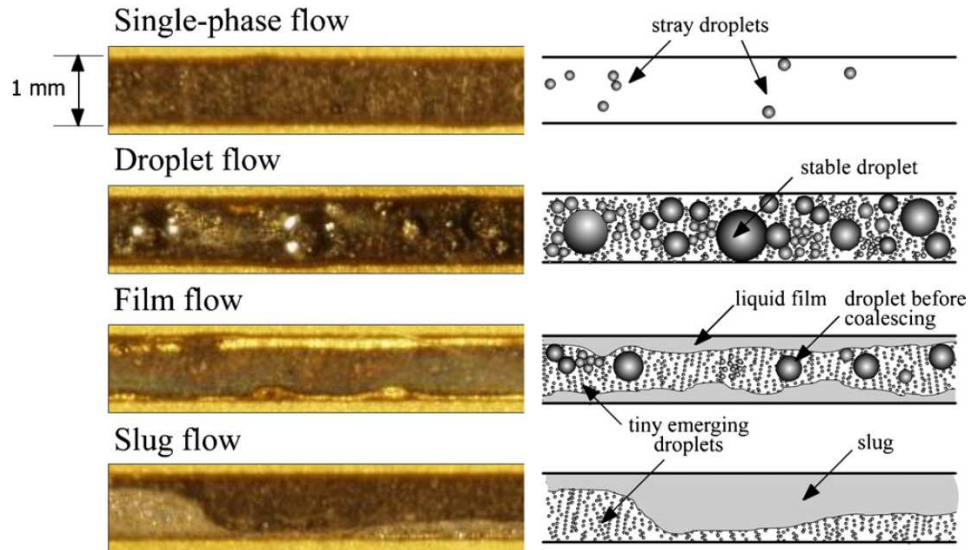 Single-phase flow
stray droplets
1 mm
Droplet flow
stable droplet
Film flow
liquid film
droplet before
coalescing
tiny emerging
droplets
Slug flow
slug